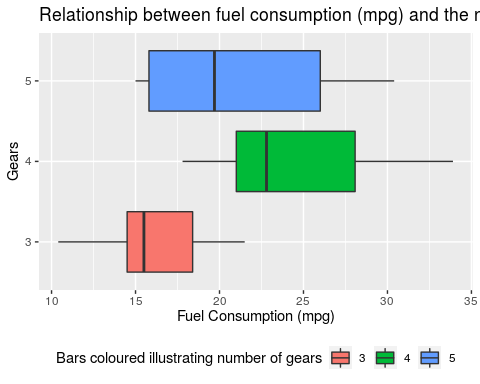 Relationship between fuel consumption (mpg) and the
Gears
5
4
3
10 15 20 25 30 35
Fuel Consumption (mpg)
Bars coloured illustrating number of gears 3 4 5